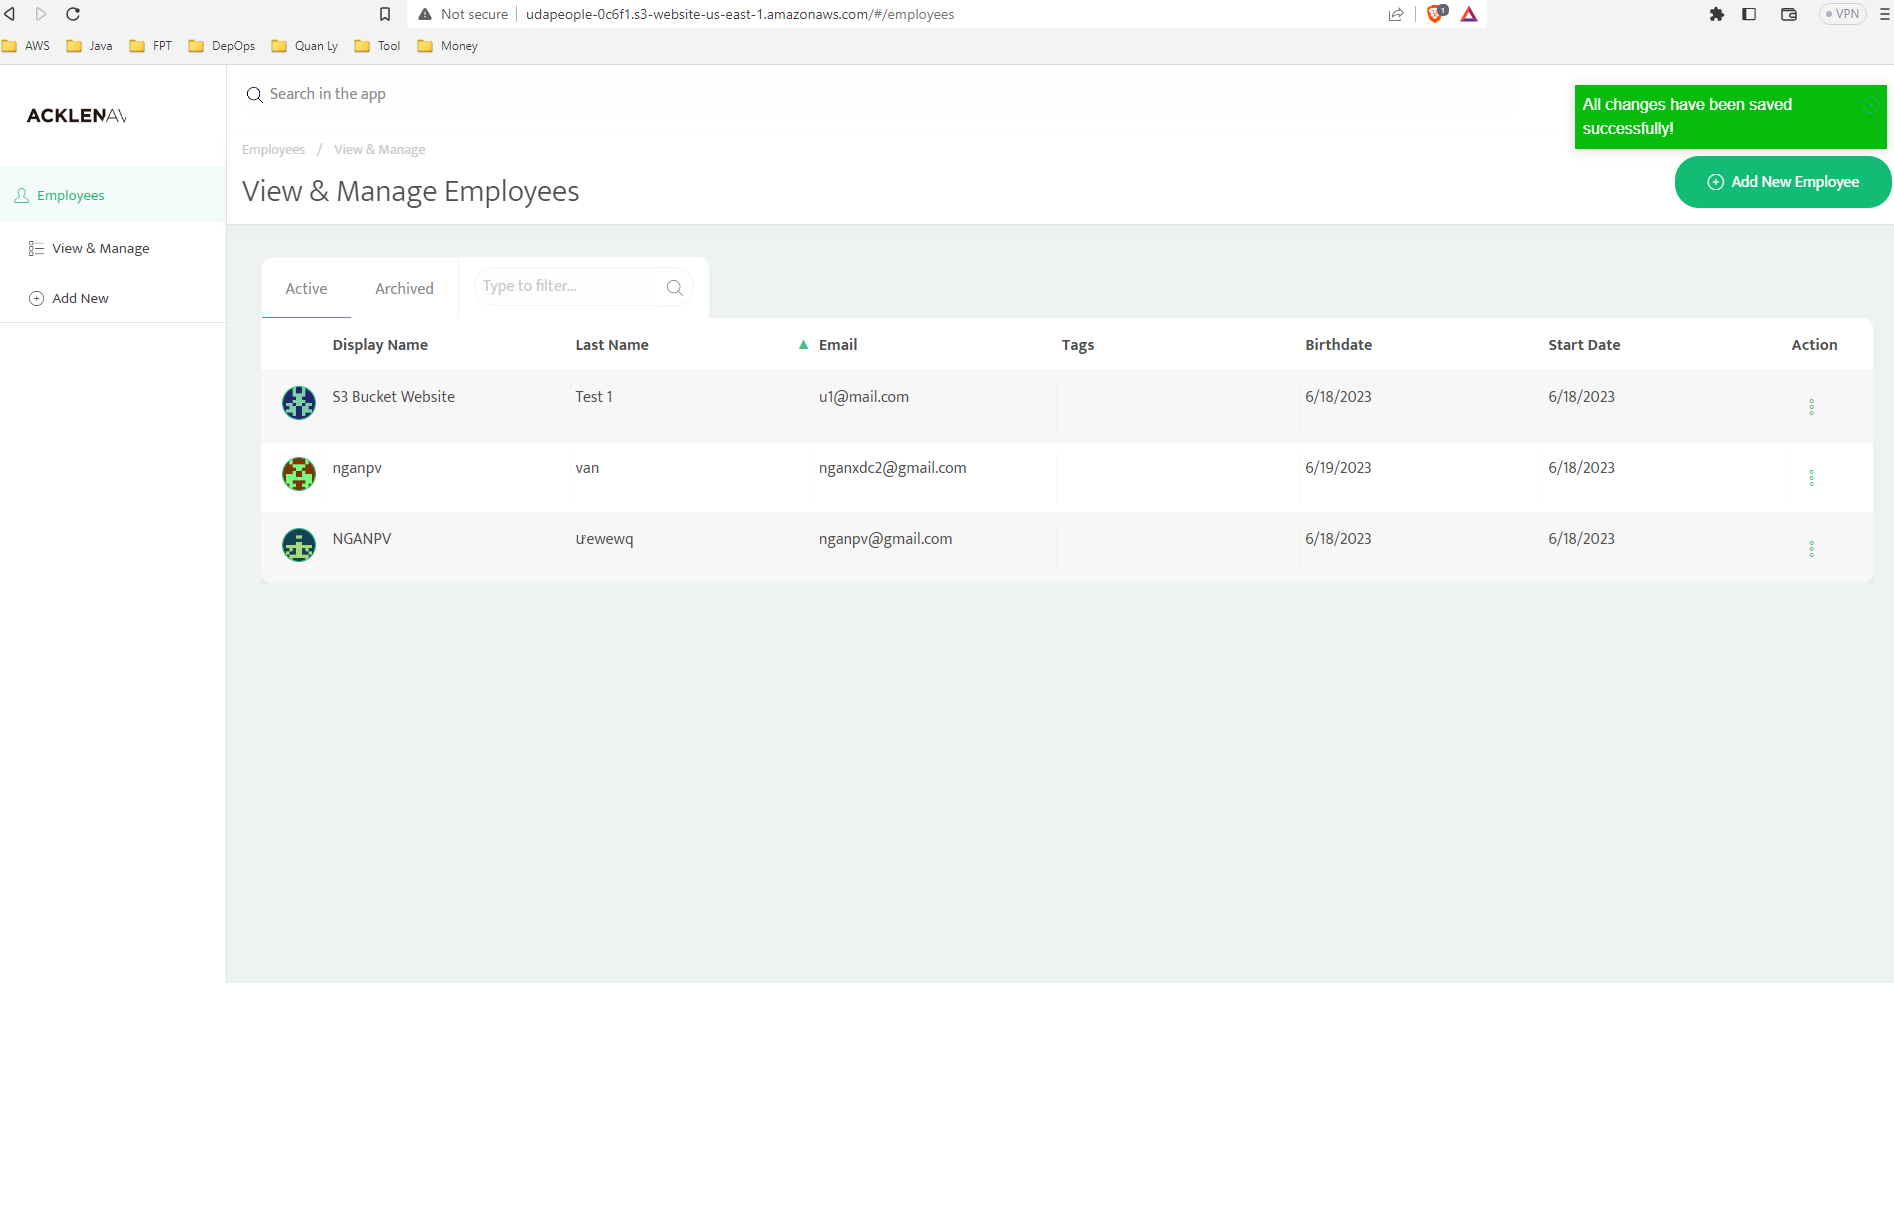 Not secure udapeople-0c6f1.s3-website-us-east-1.amazonaws.com/#/employees 1 VPN
AWS Java FPT DepOps Quan Ly Tool Money
Search in the app
All changes have been saved
successfully!
ACKLENAV
Employees / View & Manage
View & Manage Employees
Add New Employee
Employees
View & Manage
Add New
Active Archived Type to filter...
Display Name Last Name Email Tags Birthdate Start Date Action
S3 Bucket Website Test 1 u1@mail.com 6/18/2023 6/18/2023
nganpv van nganxdc2@gmail.com 6/19/2023 6/18/2023
NGANPV ưewewq nganpv@gmail.com 6/18/2023 6/18/2023